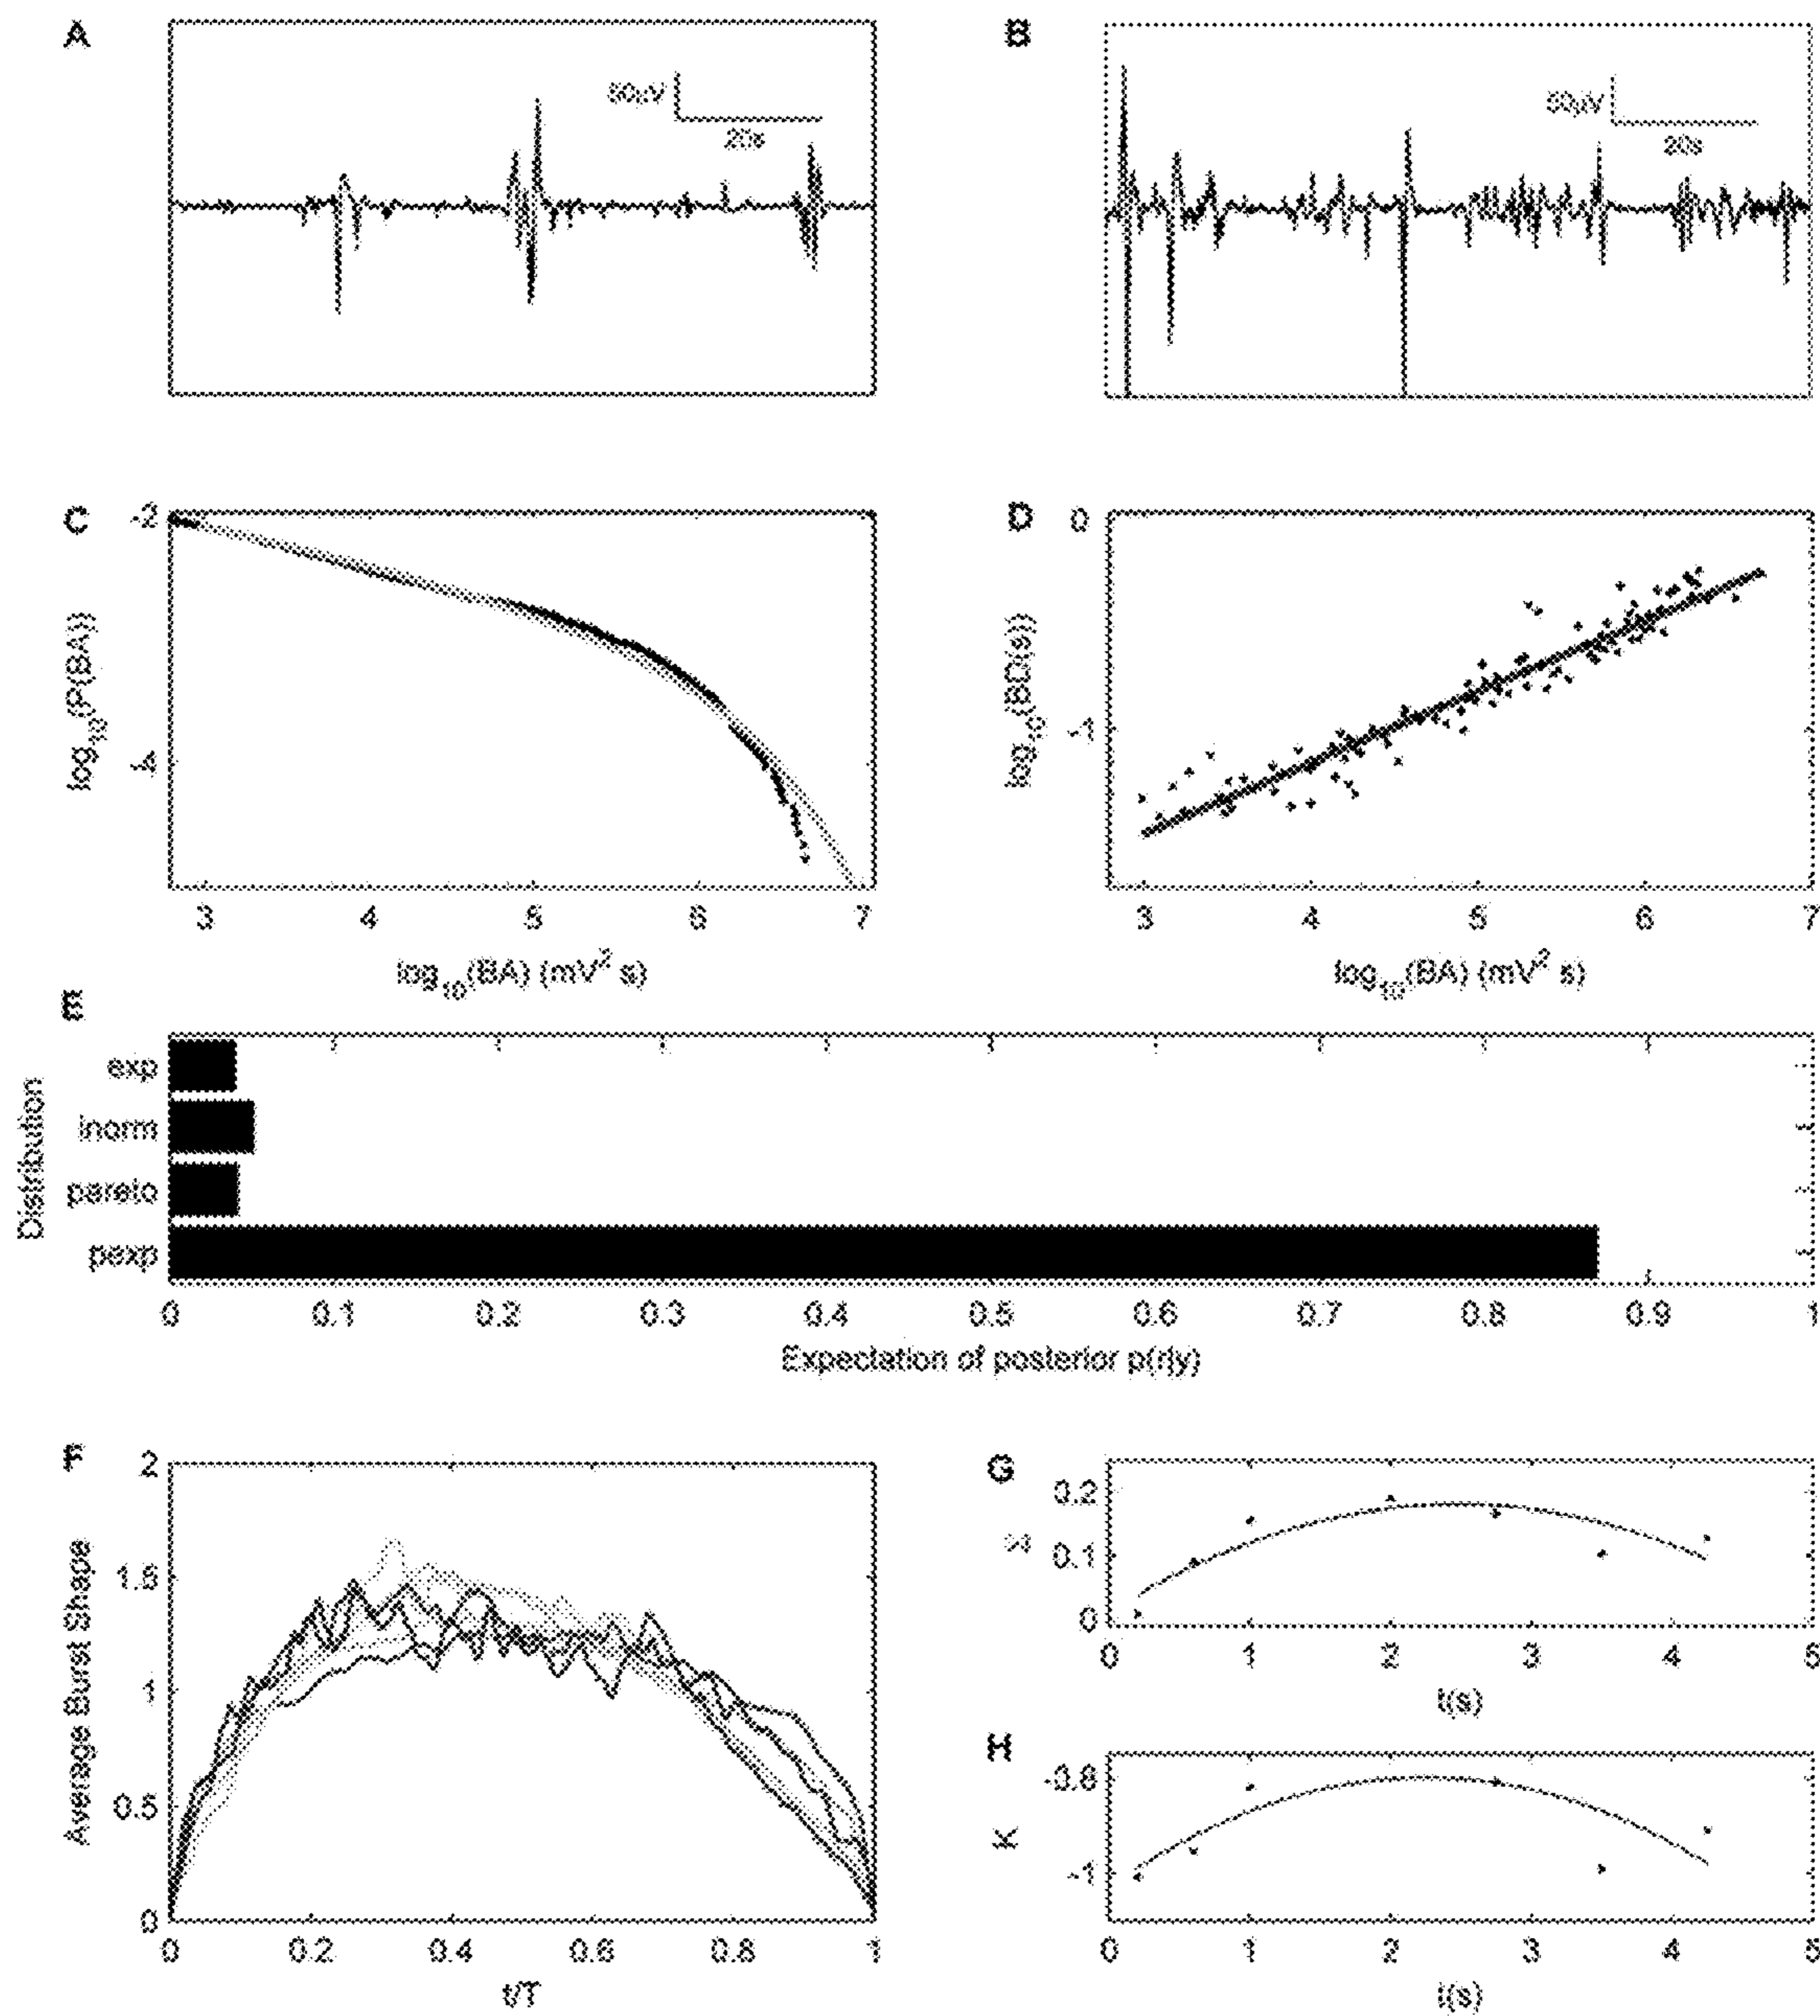 A
B
50μV
20s
50μV
20s
C
-2
-4
log10(P(BA))
3 4 5 6 7
log10(BA) (mV² s)
D
0
-1
log10(BD(s))
3 4 5 6 7
log10(BA) (mV² s)
E
Distribution
exp
lnorm
pareto
pexp
0 0.1 0.2 0.3 0.4 0.5 0.6 0.7 0.8 0.9 1
Expectation of posterior p(r|y)
F
2
1.5
1
0.5
0
Average Burst Shape
0 0.2 0.4 0.6 0.8 1
t/T
G
0.2
0.1
0
Σ
0 1 2 3 4 5
t(s)
H
-0.8
-1
K
0 1 2 3 4 5
t(s)